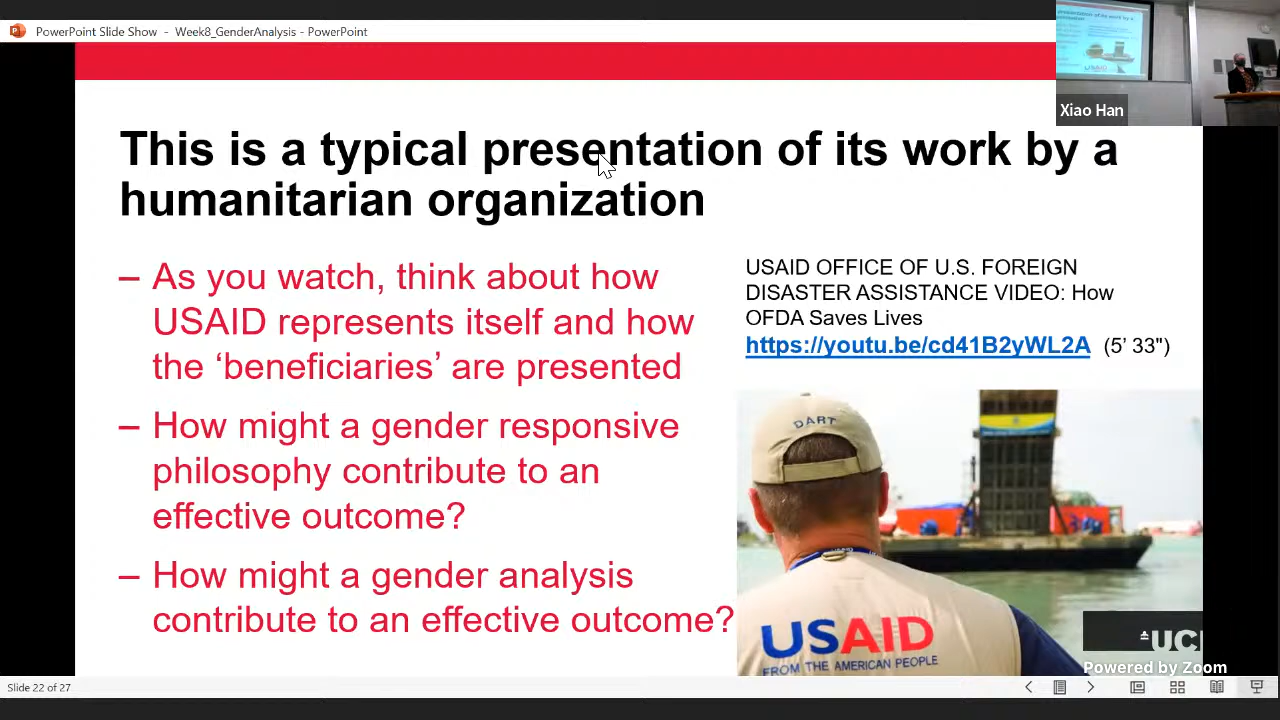 PowerPoint Slide Show - Week8_GenderAnalysis - PowerPoint
Xiao Han
This is a typical presentation of its work by a
humanitarian organization
– As you watch, think about how
USAID represents itself and how
the ‘beneficiaries’ are presented
– How might a gender responsive
philosophy contribute to an
effective outcome?
– How might a gender analysis
contribute to an effective outcome?
USAID OFFICE OF U.S. FOREIGN
DISASTER ASSISTANCE VIDEO: How
OFDA Saves Lives
https://youtu.be/cd41B2yWL2A (5’ 33")
DART
USAID
FROM THE AMERICAN PEOPLE
Powered by Zoom
Slide 22 of 27